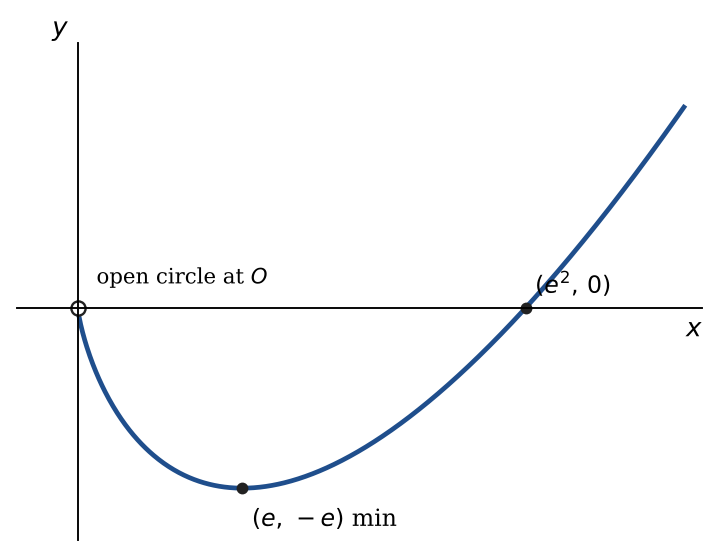 y
open circle at O
(e², 0)
x
(e, −e) min